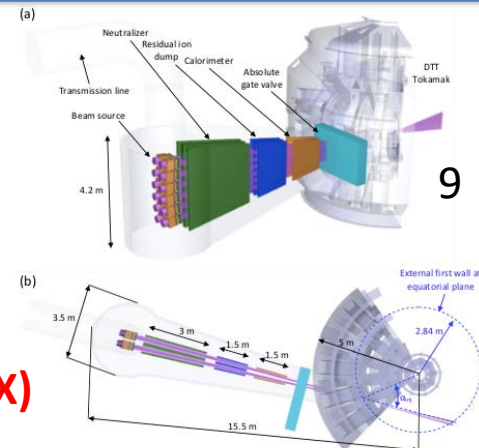 (a)
Neutralizer
Residual ion
dump
Calorimeter
Absolute
gate valve
DTT
Tokamak
Transmission line
Beam source
4.2 m
9
(b)
External first wall at
equatorial plane
3.5 m
3 m
1.5 m
1.5 m
5 m
2.84 m
X)
15.5 m